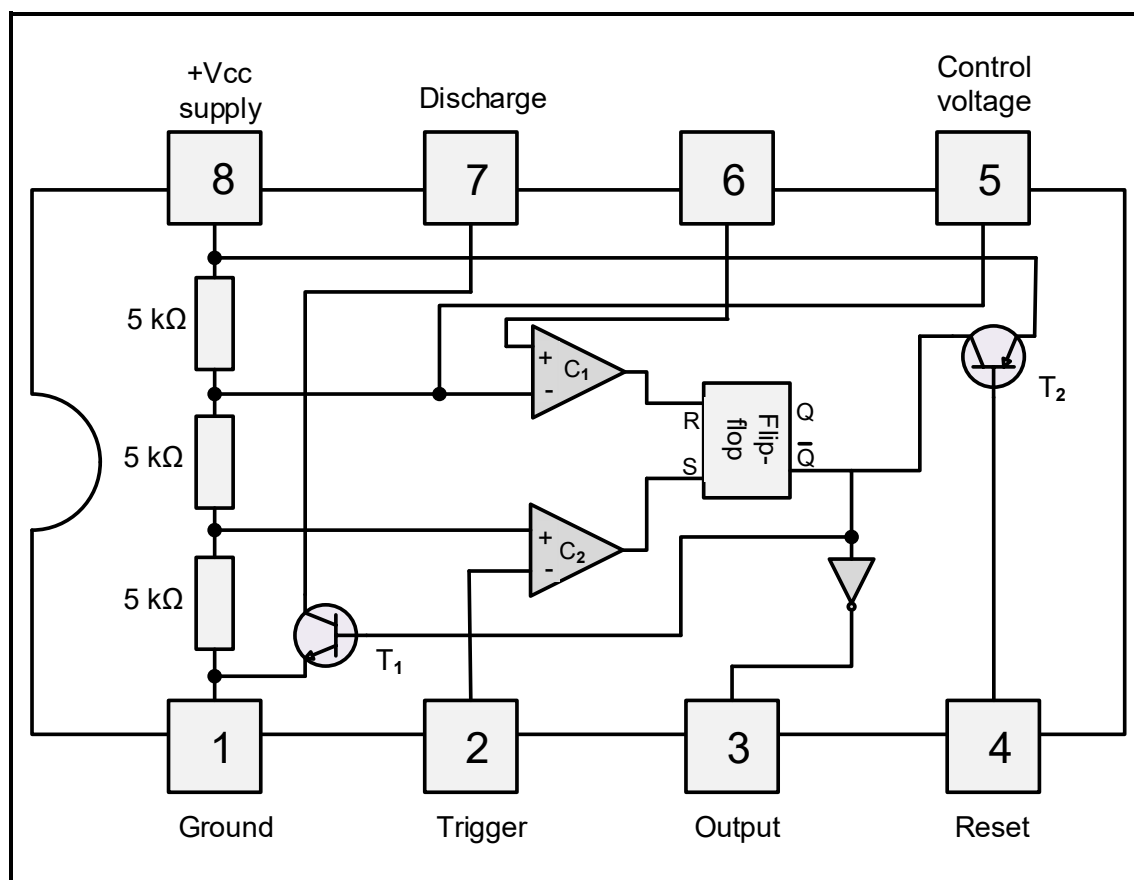 +Vcc
supply
Discharge
Control
voltage
8
7
6
5
5 kΩ
+
C1
-
T2
R
Q
Flip-
flop
5 kΩ
S
Q̅
+
C2
-
5 kΩ
T1
1
2
3
4
Ground
Trigger
Output
Reset